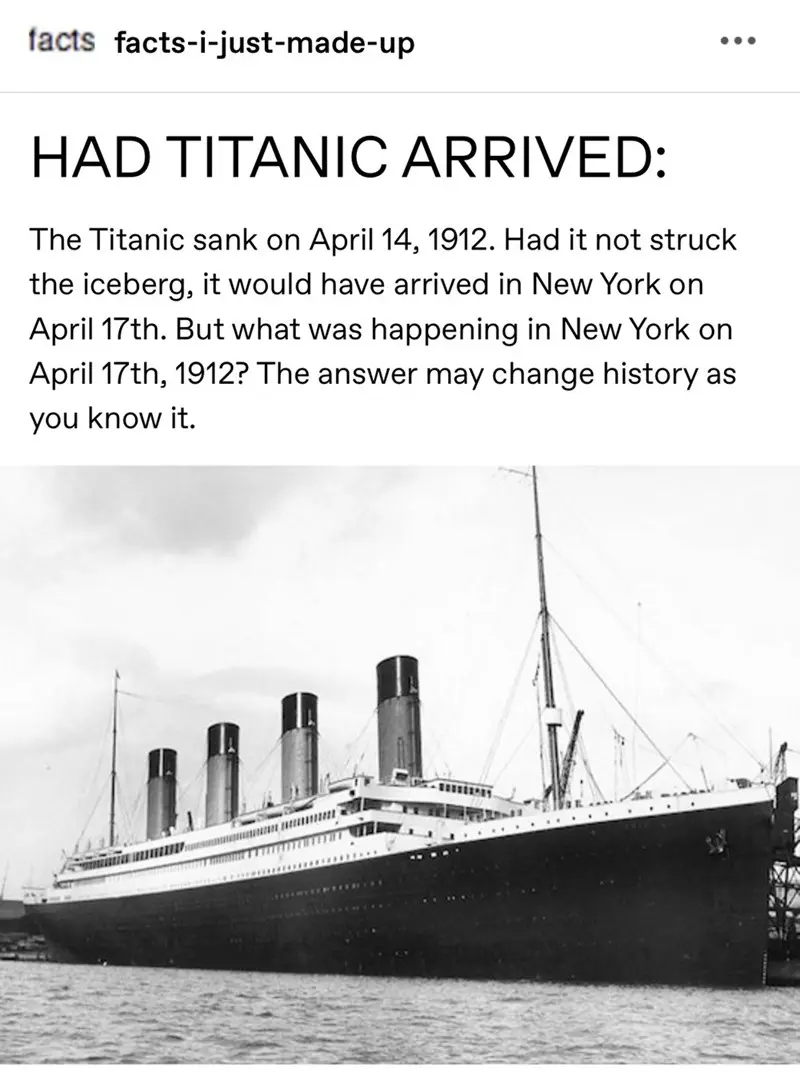 facts facts-i-just-made-up
HAD TITANIC ARRIVED:
The Titanic sank on April 14, 1912. Had it not struck
the iceberg, it would have arrived in New York on
April 17th. But what was happening in New York on
April 17th, 1912? The answer may change history as
you know it.